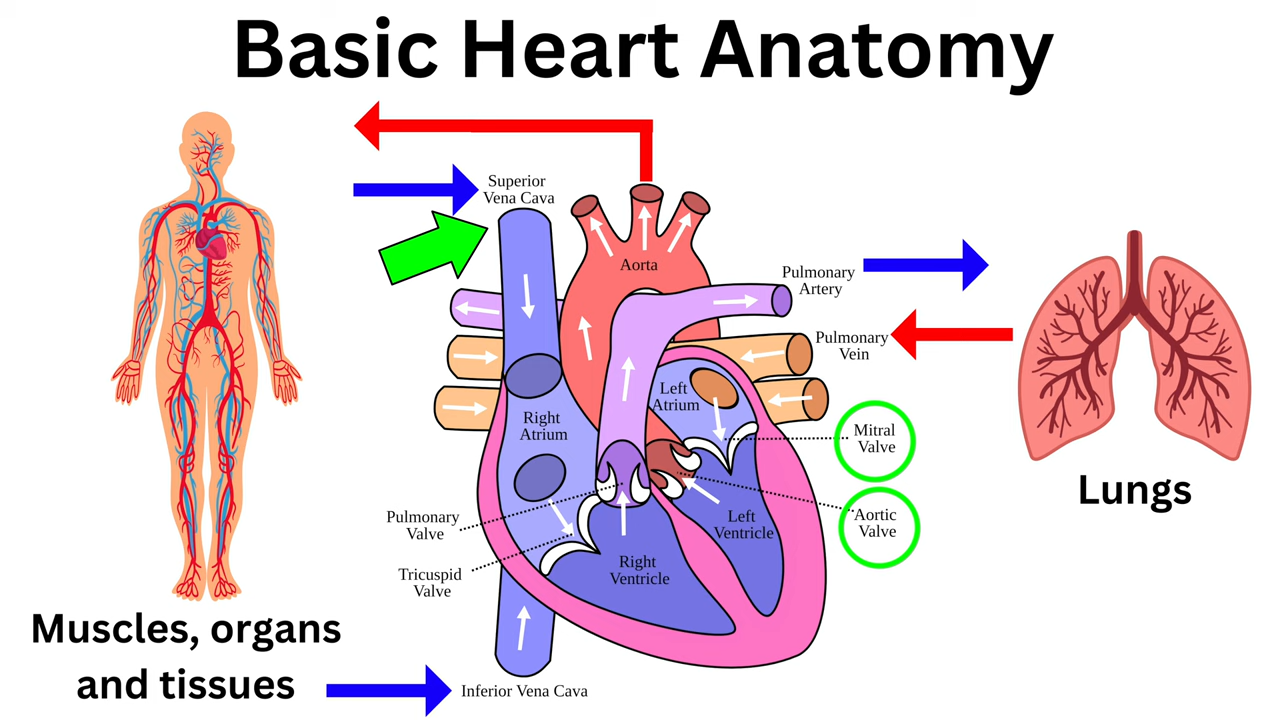 Basic Heart Anatomy
Superior
Vena Cava
Aorta
Pulmonary
Artery
Pulmonary
Vein
Left
Atrium
Right
Atrium
Mitral
Valve
Aortic
Valve
Lungs
Left
Ventricle
Pulmonary
Valve
Right
Ventricle
Tricuspid
Valve
Muscles, organs
and tissues
Inferior Vena Cava